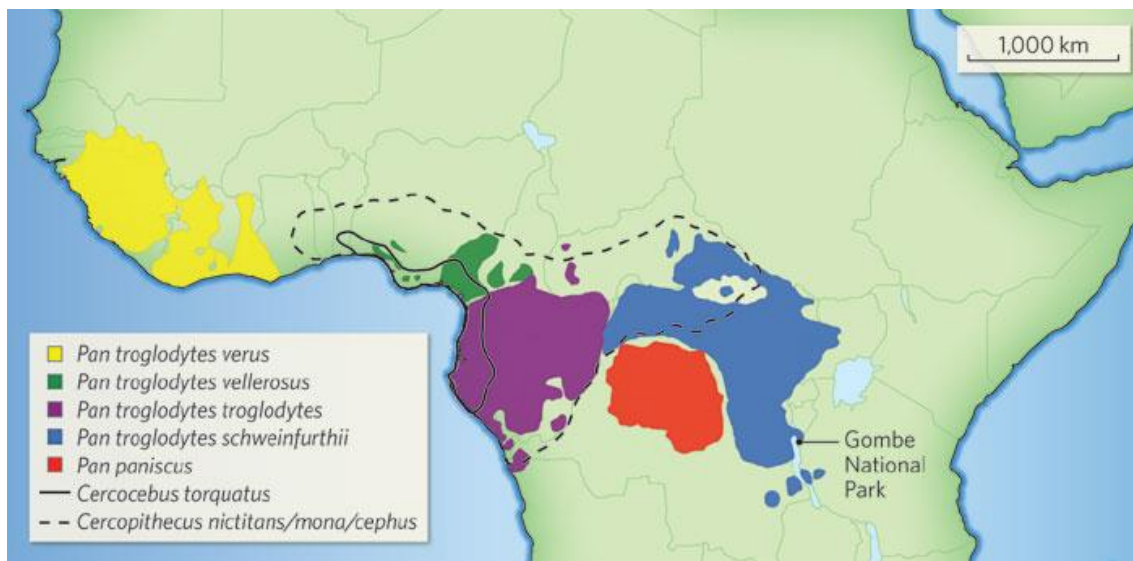 1,000 km
Pan troglodytes verus
Pan troglodytes vellerosus
Pan troglodytes troglodytes
Pan troglodytes schweinfurthii
Pan paniscus
Cercocebus torquatus
Cercopithecus nictitans/mona/cephus
Gombe
National
Park